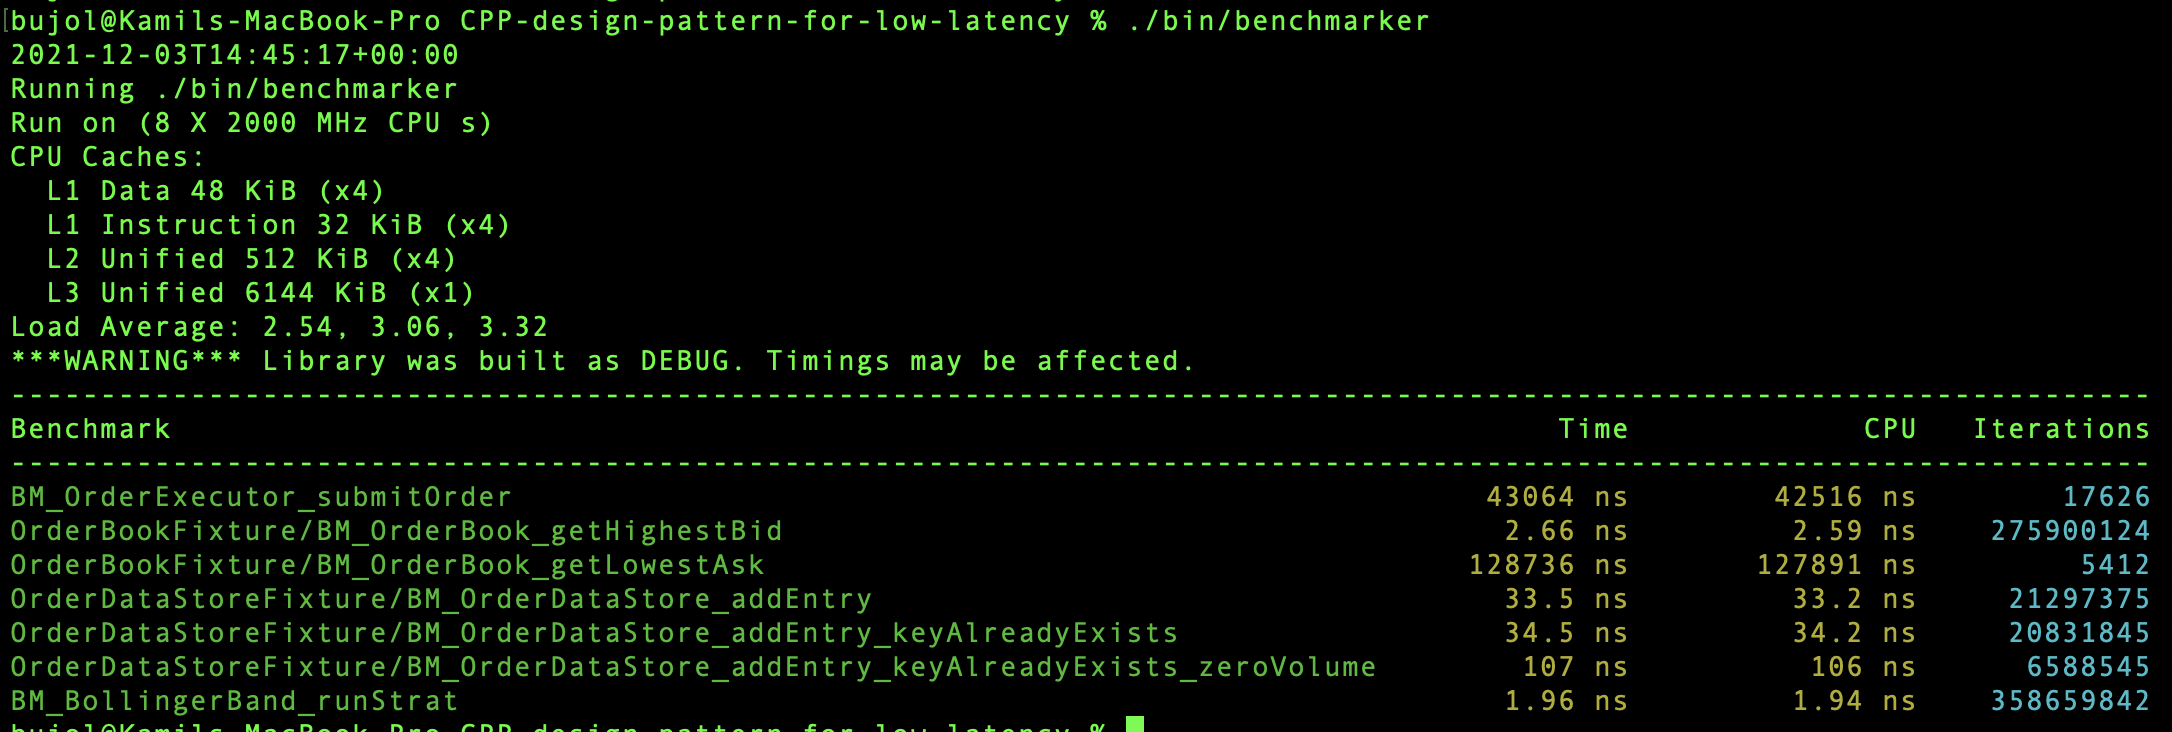 [bujol@Kamils-MacBook-Pro CPP-design-pattern-for-low-latency % ./bin/benchmarker
2021-12-03T14:45:17+00:00
Running ./bin/benchmarker
Run on (8 X 2000 MHz CPU s)
CPU Caches:
  L1 Data 48 KiB (x4)
  L1 Instruction 32 KiB (x4)
  L2 Unified 512 KiB (x4)
  L3 Unified 6144 KiB (x1)
Load Average: 2.54, 3.06, 3.32
***WARNING*** Library was built as DEBUG. Timings may be affected.
-----------------------------------------------------------------------------------------------------------------------
Benchmark                                                                             Time             CPU   Iterations
-----------------------------------------------------------------------------------------------------------------------
BM_OrderExecutor_submitOrder                                                      43064 ns        42516 ns        17626
OrderBookFixture/BM_OrderBook_getHighestBid                                        2.66 ns         2.59 ns    275900124
OrderBookFixture/BM_OrderBook_getLowestAsk                                       128736 ns       127891 ns         5412
OrderDataStoreFixture/BM_OrderDataStore_addEntry                                   33.5 ns         33.2 ns     21297375
OrderDataStoreFixture/BM_OrderDataStore_addEntry_keyAlreadyExists                  34.5 ns         34.2 ns     20831845
OrderDataStoreFixture/BM_OrderDataStore_addEntry_keyAlreadyExists_zeroVolume        107 ns          106 ns      6588545
BM_BollingerBand_runStrat                                                          1.96 ns         1.94 ns    358659842
bujol@Kamils-MacBook-Pro CPP-design-pattern-for-low-latency %